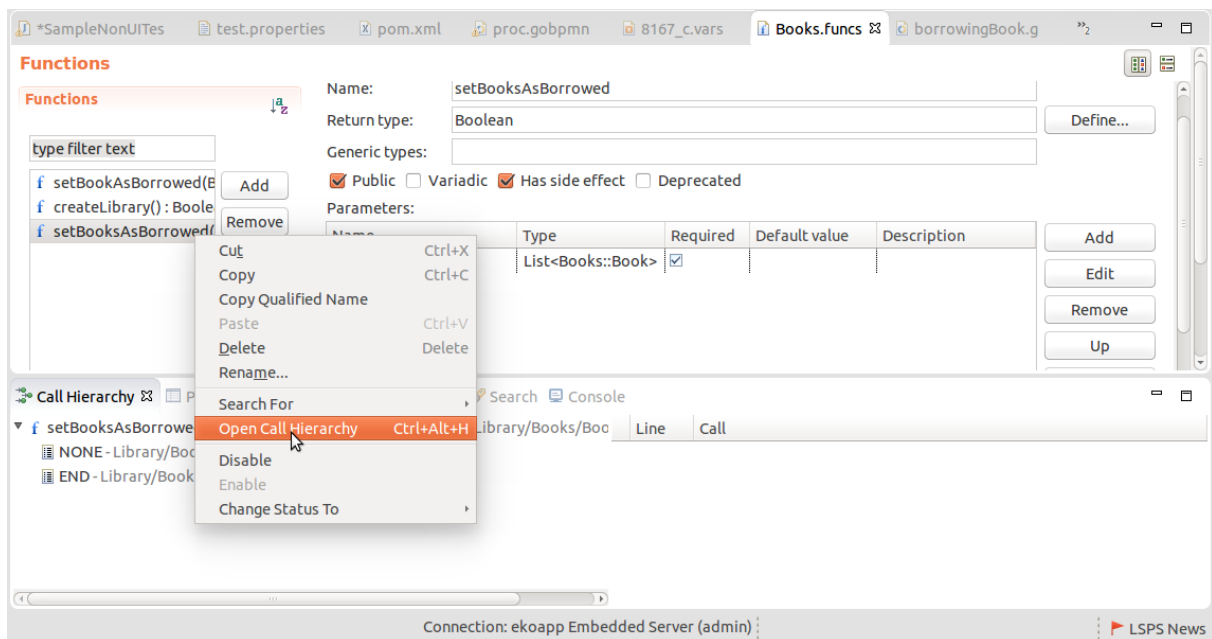 *SampleNonUITes test.properties pom.xml proc.gobpmn 8167_c.vars Books.funcs borrowingBook.g »2
Functions
Functions
type filter text
f setBookAsBorrowed(B
f createLibrary() : Boole
f setBooksAsBorrowed(
Add
Remove
Name: setBooksAsBorrowed
Return type: Boolean Define...
Generic types:
Public Variadic Has side effect Deprecated
Parameters:
Name Type Required Default value Description
List<Books::Book>
Add
Edit
Remove
Up
Cut Ctrl+X
Copy Ctrl+C
Copy Qualified Name
Paste Ctrl+V
Delete Delete
Rename...
Search For
Open Call Hierarchy Ctrl+Alt+H
Disable
Enable
Change Status To
Call Hierarchy P Search Console
f setBooksAsBorrowe Library/Books/Boo Line Call
NONE - Library/Boo
END - Library/Book
Connection: ekoapp Embedded Server (admin) LSPS News